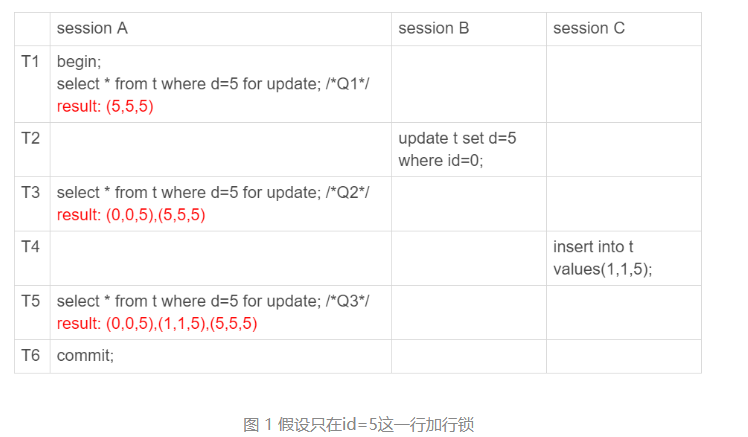 session A session B session C
T1 begin;
select * from t where d=5 for update; /*Q1*/
result: (5,5,5)
T2 update t set d=5
where id=0;
T3 select * from t where d=5 for update; /*Q2*/
result: (0,0,5),(5,5,5)
T4 insert into t
values(1,1,5);
T5 select * from t where d=5 for update; /*Q3*/
result: (0,0,5),(1,1,5),(5,5,5)
T6 commit;
图 1 假设只在id=5这一行加行锁